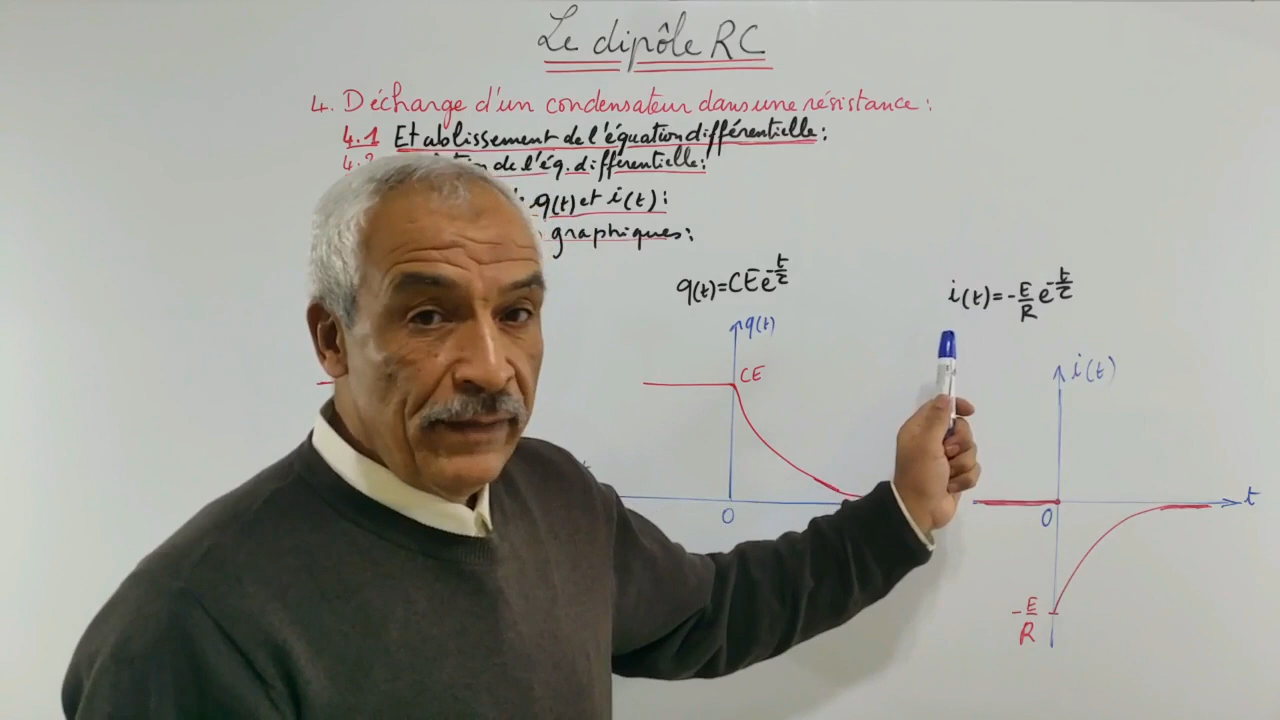 Le dipôle RC
4. Décharge d'un condensateur dans une résistance :
4.1 Etablissement de l'équation différentielle :
de l'éq. différentielle :
q(t) et i(t) :
graphiques :
q(t)=CEe^{-t/τ}
i(t)=-E/R e^{-t/τ}
q(t)
CE
i(t)
0
0
t
-E/R